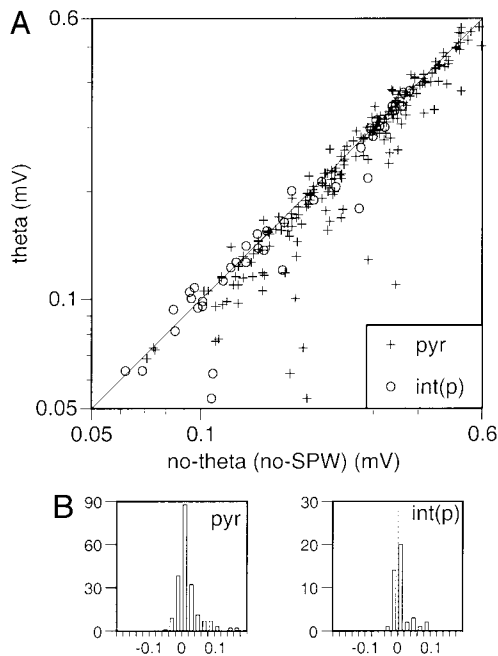 A
0.6
theta (mV)
0.1
0.05
+ pyr
○ int(p)
0.05 0.1 0.6
no-theta (no-SPW) (mV)
B
90 pyr
60
30
0
-0.1 0 0.1
30 int(p)
20
10
0
-0.1 0 0.1